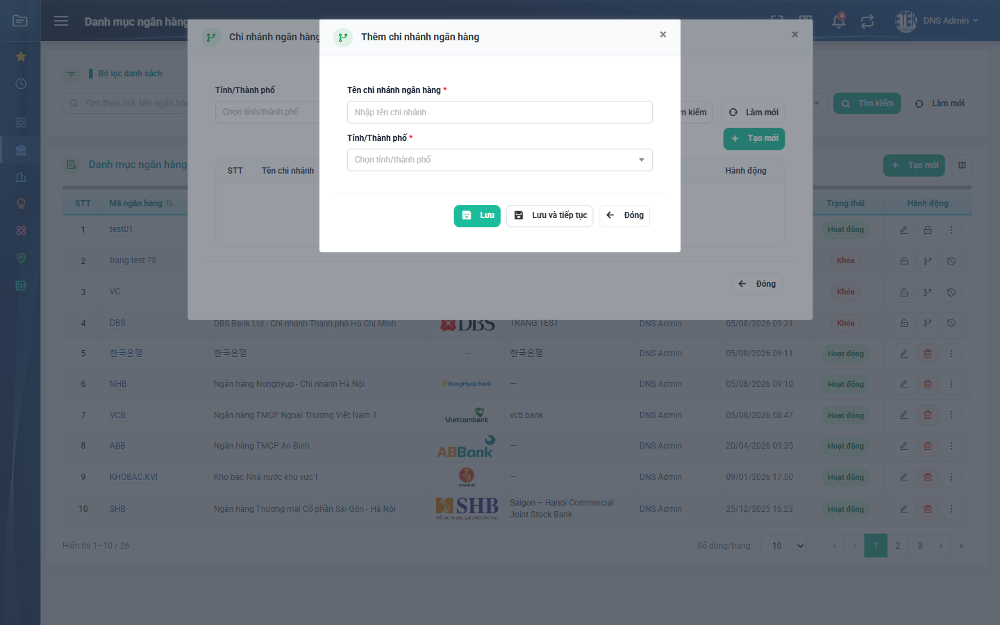 Danh mục ngân hàng
4
DNS Admin
Chi nhánh ngân hàng
Thêm chi nhánh ngân hàng
Bộ lọc danh sách
Tìm theo mã, tên ngân hàn
Tìm kiếm
Làm mới
Tỉnh/Thành phố
Chọn tỉnh/thành phố
m kiếm
Làm mới
Tạo mới
Tên chi nhánh ngân hàng *
Nhập tên chi nhánh
Tỉnh/Thành phố *
Chọn tỉnh/thành phố
Lưu
Lưu và tiếp tục
Đóng
STT Tên chi nhánh Hành động
Đóng
Danh mục ngân hàng
Tạo mới
STT Mã ngân hàng Trạng thái Hành động
1 test01 Hoạt động
2 trang test 78 Khóa
3 VC Khóa
4 DBS DBS Bank Ltd - Chi nhánh Thành phố Hồ Chí Minh DBS TRANG TEST DNS Admin 05/08/2026 09:31 Khóa
5 한국은행 한국은행 — 한국은행 DNS Admin 05/08/2026 09:11 Hoạt động
6 NHB Ngân hàng Nonghyup - Chi nhánh Hà Nội NongHyup Bank — DNS Admin 05/08/2026 09:10 Hoạt động
7 VCB Ngân hàng TMCP Ngoại Thương Việt Nam 1 Vietcombank vcb bank DNS Admin 05/08/2026 08:47 Hoạt động
8 ABB Ngân hàng TMCP An Bình ABBank — DNS Admin 20/04/2026 09:35 Hoạt động
9 KHOBAC.KVI Kho bạc Nhà nước khu vực I — DNS Admin 09/01/2026 17:50 Hoạt động
10 SHB Ngân hàng Thương mại Cổ phần Sài Gòn - Hà Nội SHB Đối tác tin cậy, giải pháp phù hợp Saigon – Hanoi Commercial
Joint Stock Bank DNS Admin 25/12/2025 16:23 Hoạt động
Hiển thị 1–10 / 26
Số dòng/trang: 10
« ‹ 1 2 3 › »